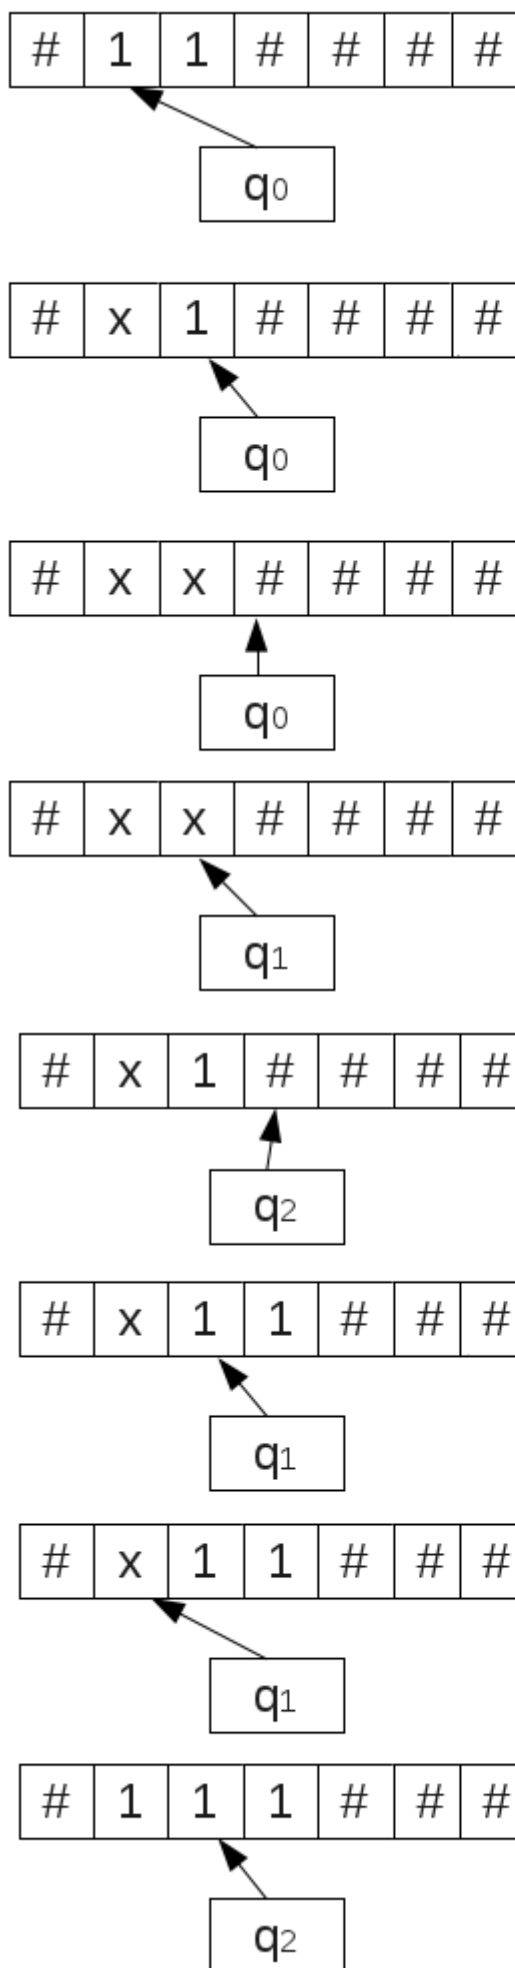 # 1 1 # # # #
q0
# x 1 # # # #
q0
# x x # # # #
q0
# x x # # # #
q1
# x 1 # # # #
q2
# x 1 1 # # #
q1
# x 1 1 # # #
q1
# 1 1 1 # # #
q2